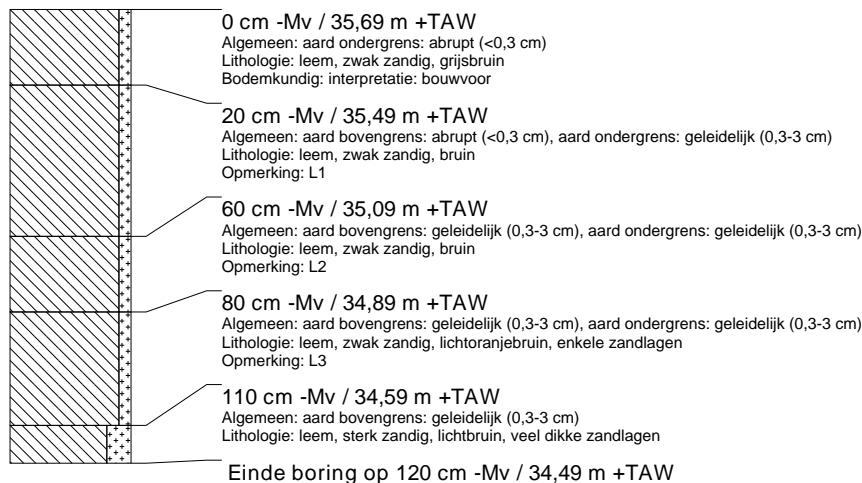 0 cm -Mv / 35,69 m +TAW
Algemeen: aard ondergrens: abrupt (<0,3 cm)
Lithologie: leem, zwak zandig, grijsbruin
Bodemkundig: interpretatie: bouwvoor
20 cm -Mv / 35,49 m +TAW
Algemeen: aard bovengrens: abrupt (<0,3 cm), aard ondergrens: geleidelijk (0,3-3 cm)
Lithologie: leem, zwak zandig, bruin
Opmerking: L1
60 cm -Mv / 35,09 m +TAW
Algemeen: aard bovengrens: geleidelijk (0,3-3 cm), aard ondergrens: geleidelijk (0,3-3 cm)
Lithologie: leem, zwak zandig, bruin
Opmerking: L2
80 cm -Mv / 34,89 m +TAW
Algemeen: aard bovengrens: geleidelijk (0,3-3 cm), aard ondergrens: geleidelijk (0,3-3 cm)
Lithologie: leem, zwak zandig, lichtoranjebruin, enkele zandlagen
Opmerking: L3
110 cm -Mv / 34,59 m +TAW
Algemeen: aard bovengrens: geleidelijk (0,3-3 cm)
Lithologie: leem, sterk zandig, lichtbruin, veel dikke zandlagen
Einde boring op 120 cm -Mv / 34,49 m +TAW